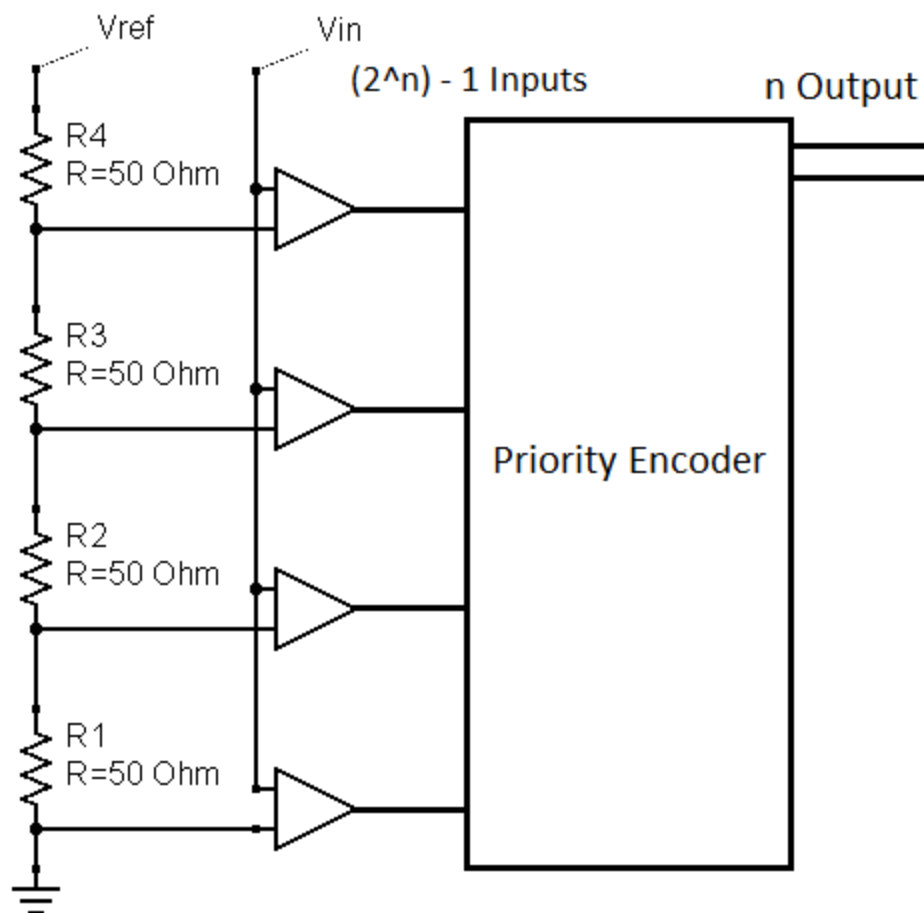 Vref
Vin
(2^n) - 1 Inputs
n Output
R4
R=50 Ohm
R3
R=50 Ohm
Priority Encoder
R2
R=50 Ohm
R1
R=50 Ohm